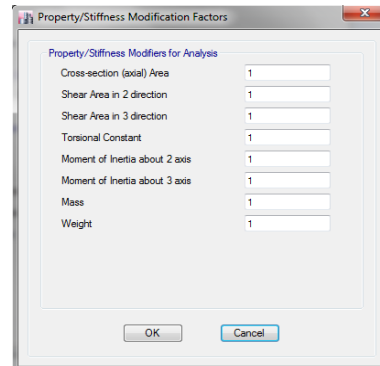 Property/Stiffness Modification Factors
Property/Stiffness Modifiers for Analysis
Cross-section (axial) Area 1
Shear Area in 2 direction 1
Shear Area in 3 direction 1
Torsional Constant 1
Moment of Inertia about 2 axis 1
Moment of Inertia about 3 axis 1
Mass 1
Weight 1
OK Cancel